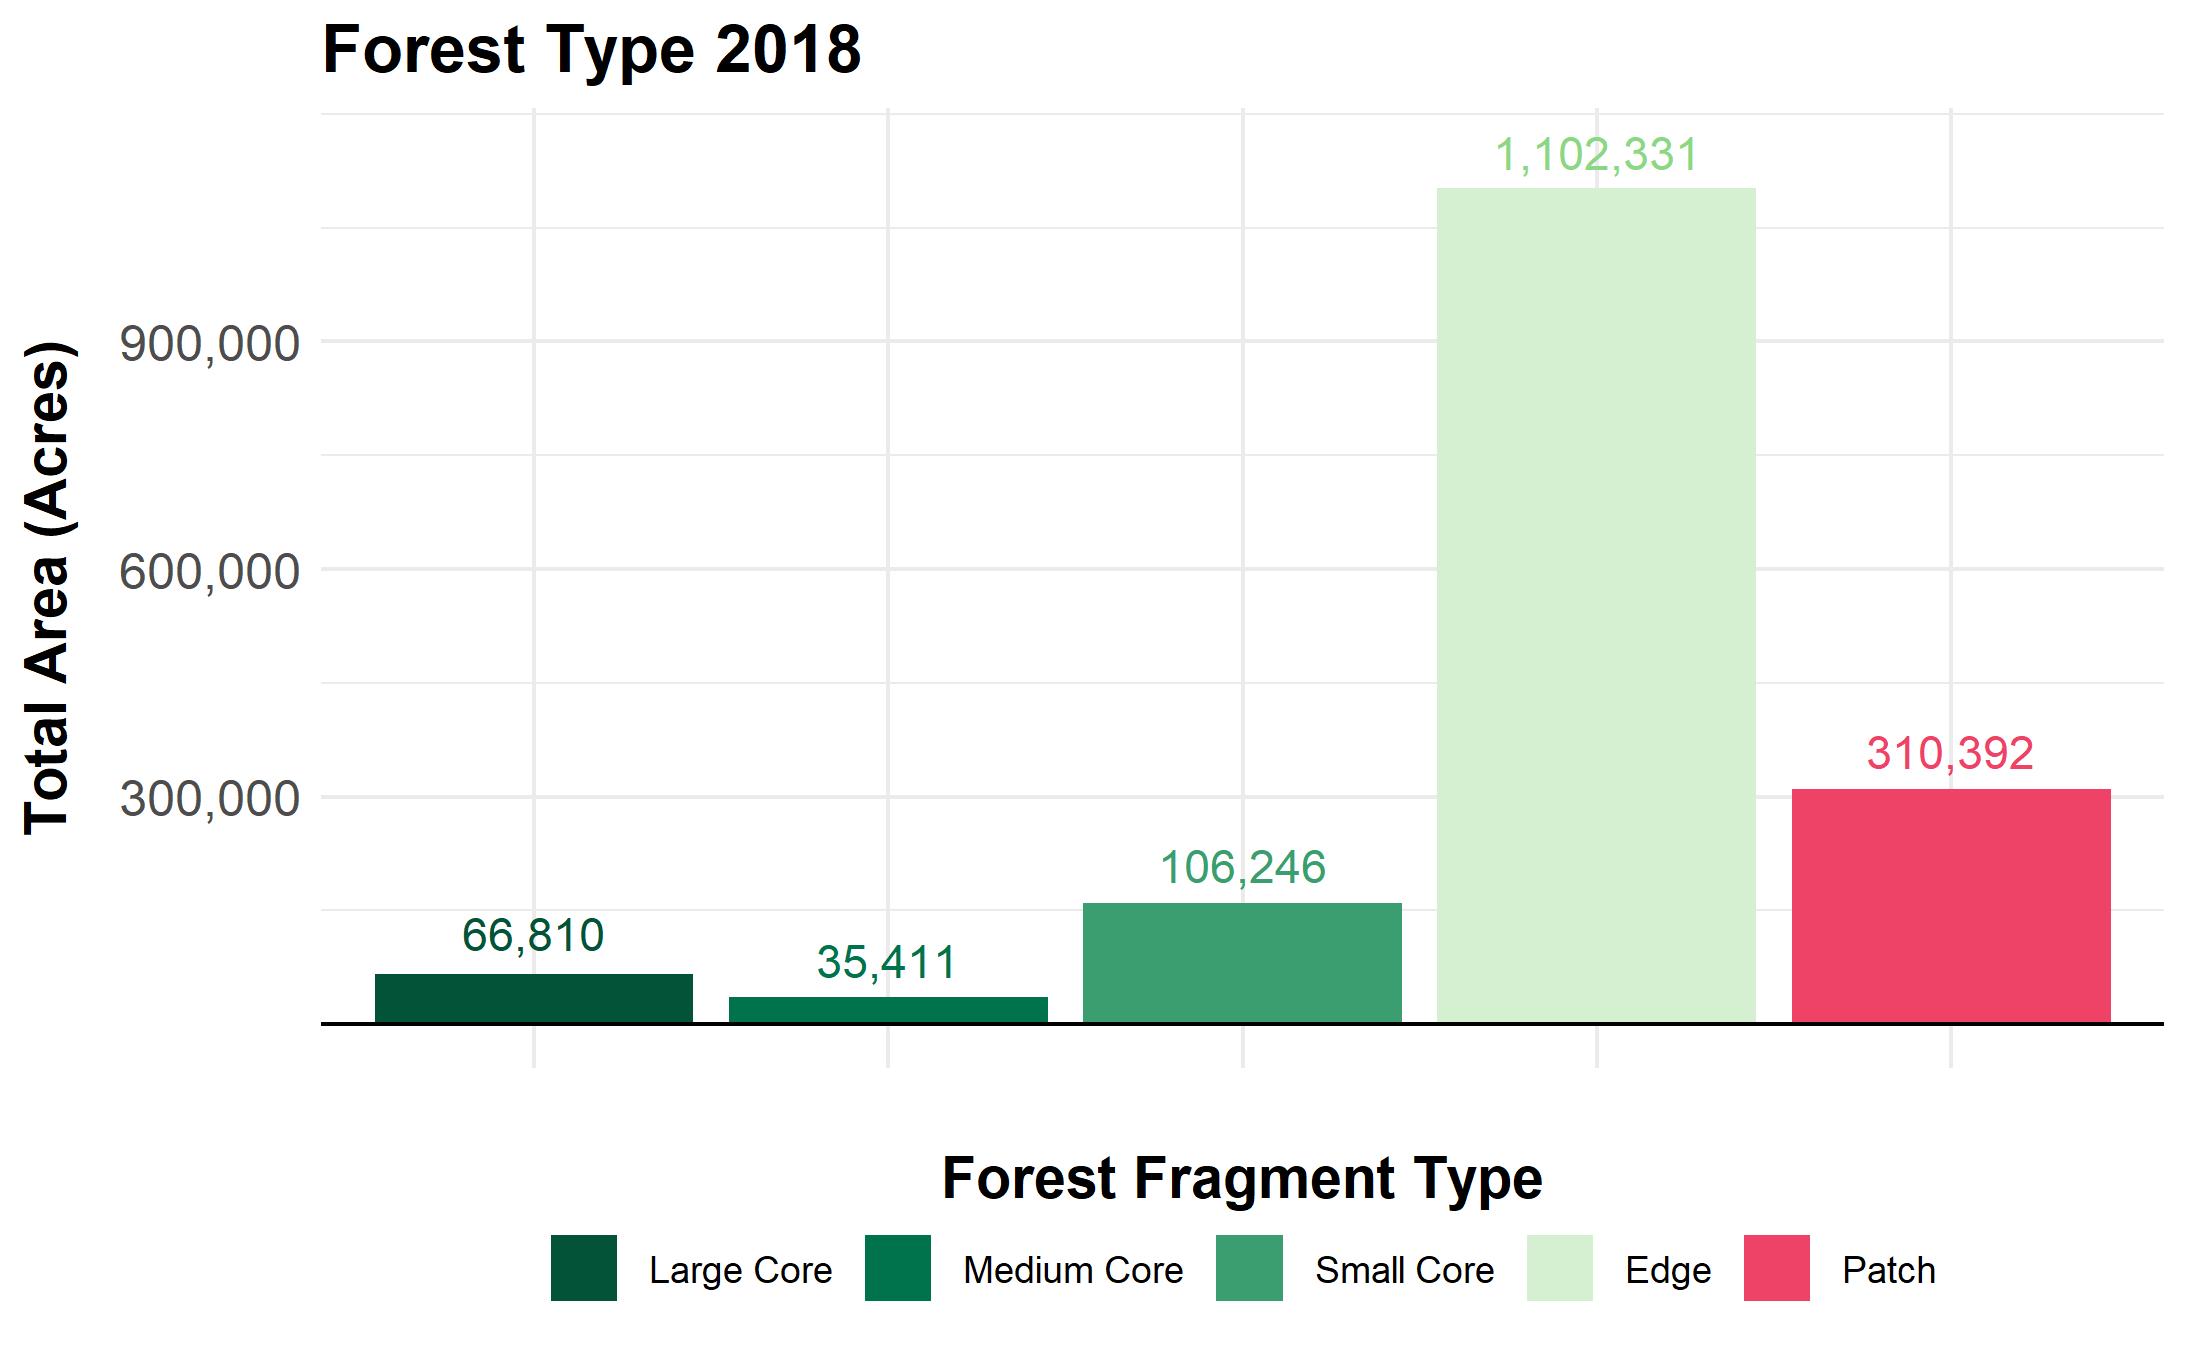 Forest Type 2018
Total Area (Acres)
900,000
600,000
300,000
66,810
35,411
106,246
1,102,331
310,392
Forest Fragment Type
Large Core
Medium Core
Small Core
Edge
Patch